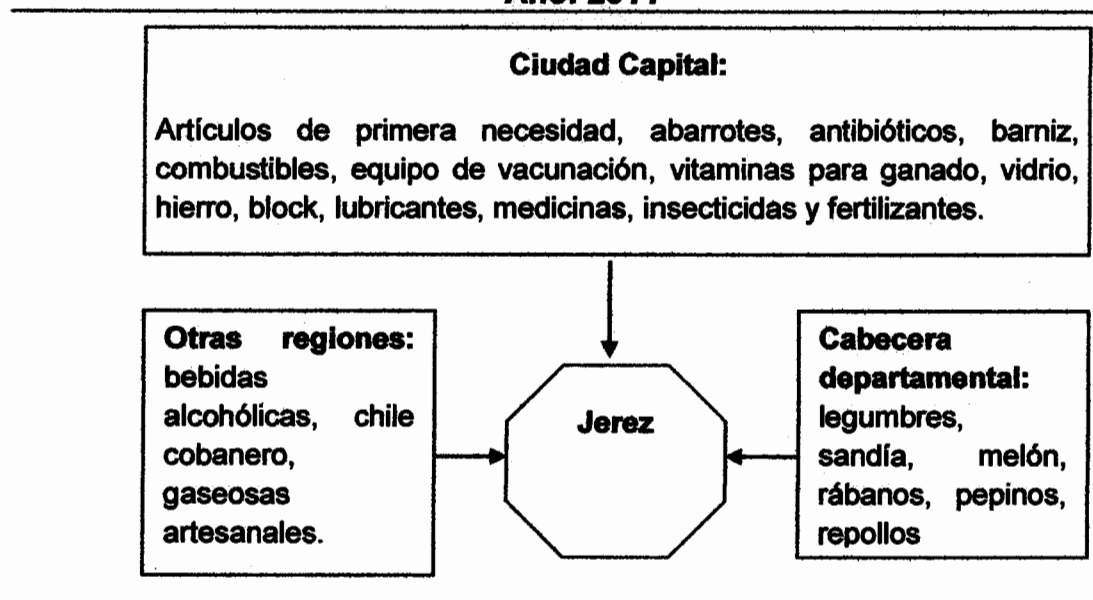 Ciudad Capital:
Artículos de primera necesidad, abarrotes, antibióticos, barniz,
combustibles, equipo de vacunación, vitaminas para ganado, vidrio,
hierro, block, lubricantes, medicinas, insecticidas y fertilizantes.
Otras regiones:
bebidas
alcohólicas, chile
cobanero,
gaseosas
artesanales.
Jerez
Cabecera
departamental:
legumbres,
sandía, melón,
rábanos, pepinos,
repollos